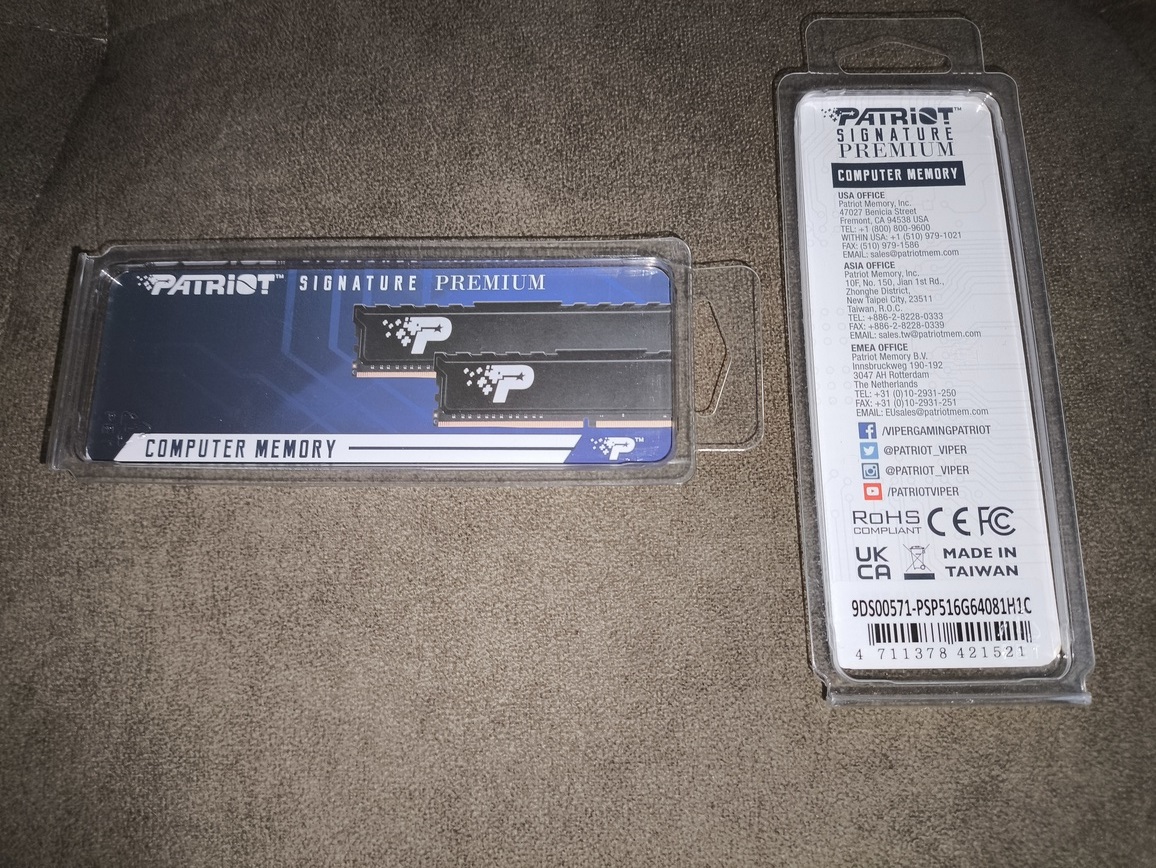 PATRIOT™ SIGNATURE PREMIUM
P
P
COMPUTER MEMORY
P™
PATRIOT™
SIGNATURE
PREMIUM
COMPUTER MEMORY
USA OFFICE
Patriot Memory, Inc.
47027 Benicia Street
Fremont, CA 94538 USA
TEL: +1 (800) 800-9600
WITHIN USA: +1 (510) 979-1021
FAX: (510) 979-1586
EMAIL: sales@patriotmem.com
ASIA OFFICE
Patriot Memory, Inc.
10F, No. 150, Jian 1st Rd.,
Zhonghe District,
New Taipei City, 23511
Taiwan, R.O.C.
TEL: +886-2-8228-0333
FAX: +886-2-8228-0339
EMAIL: sales.tw@patriotmem.com
EMEA OFFICE
Patriot Memory B.V.
Innsbruckweg 190-192
3047 AH Rotterdam
The Netherlands
TEL: +31 (0)10-2931-250
FAX: +31 (0)10-2931-251
EMAIL: EUsales@patriotmem.com
/VIPERGAMINGPATRIOT
@PATRIOT_VIPER
@PATRIOT_VIPER
/PATRIOTVIPER
RoHS
COMPLIANT CE FC
UK
CA
MADE IN
TAIWAN
9DS00571-PSP516G64081H1C
4 711378 421521